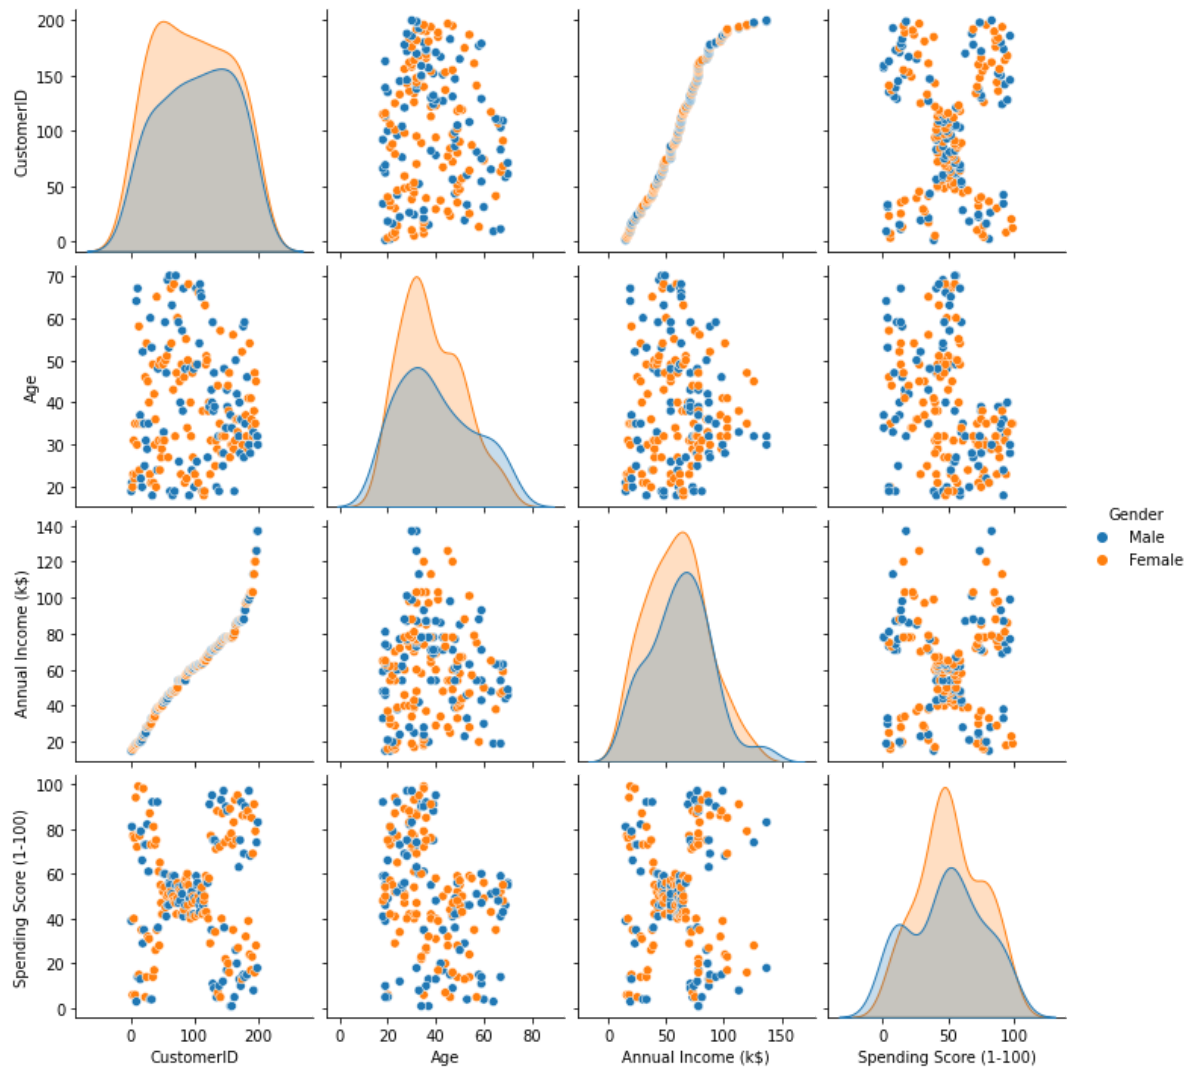 200
150
100
50
0
CustomerID
70
60
50
40
30
20
Age
140
120
100
80
60
40
20
Annual Income (k$)
100
80
60
40
20
0
Spending Score (1-100)
0 100 200
0 20 40 60 80
0 50 100 150
0 50 100
CustomerID
Age
Annual Income (k$)
Spending Score (1-100)
Gender
Male
Female